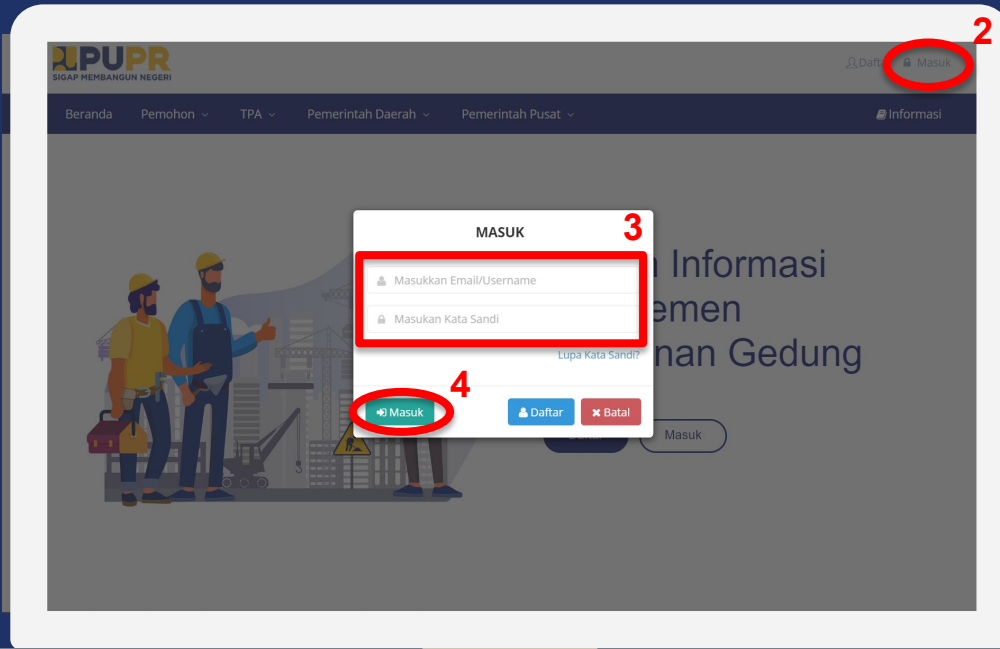 2
PUPR
SIGAP MEMBANGUN NEGERI
Masuk
Beranda Pemohon TPA Pemerintah Daerah Pemerintah Pusat Informasi
MASUK
3
Masukkan Email/Username
Masukan Kata Sandi
Lupa Kata Sandi?
Informasi
emen
nan Gedung
4
Masuk Daftar Batal
Masuk